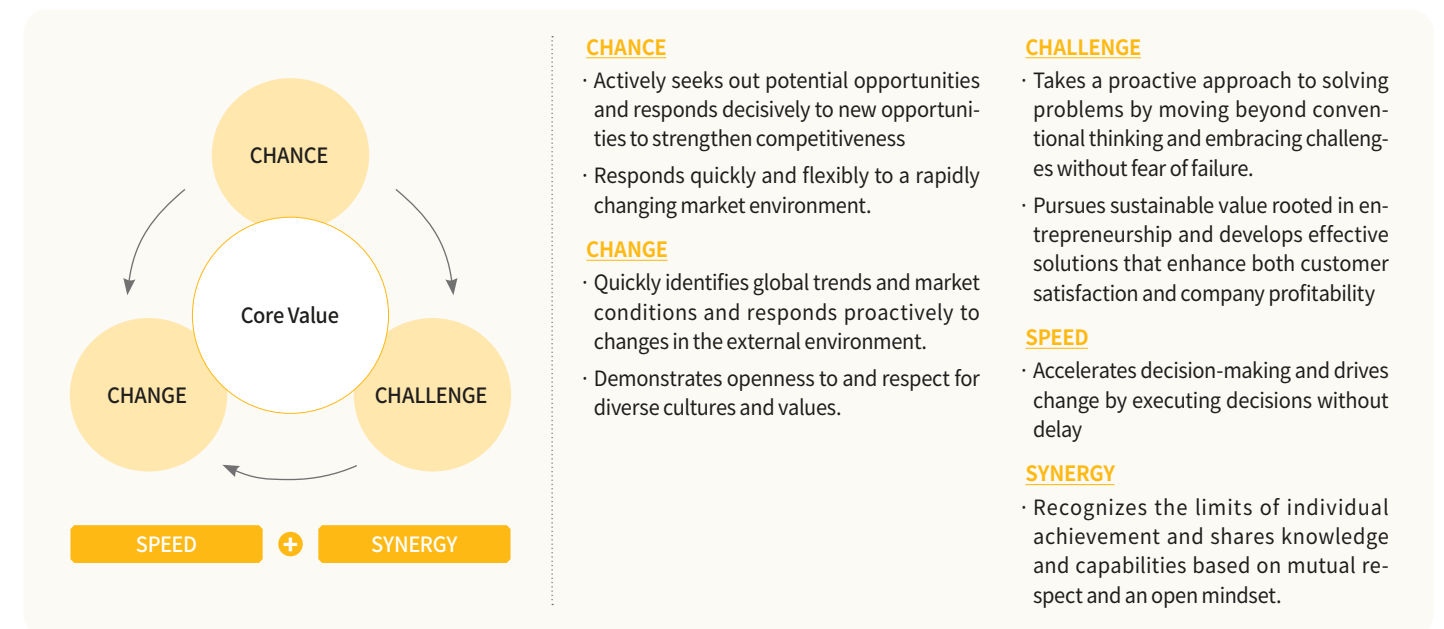 CHANCE
Core Value
CHANGE
CHALLENGE
SPEED
SYNERGY
CHANCE
· Actively seeks out potential opportunities
and responds decisively to new opportuni-
ties to strengthen competitiveness
· Responds quickly and flexibly to a rapidly
changing market environment.
CHANGE
· Quickly identifies global trends and market
conditions and responds proactively to
changes in the external environment.
· Demonstrates openness to and respect for
diverse cultures and values.
CHALLENGE
· Takes a proactive approach to solving
problems by moving beyond conven-
tional thinking and embracing challeng-
es without fear of failure.
· Pursues sustainable value rooted in en-
trepreneurship and develops effective
solutions that enhance both customer
satisfaction and company profitability
SPEED
· Accelerates decision-making and drives
change by executing decisions without
delay
SYNERGY
· Recognizes the limits of individual
achievement and shares knowledge
and capabilities based on mutual re-
spect and an open mindset.